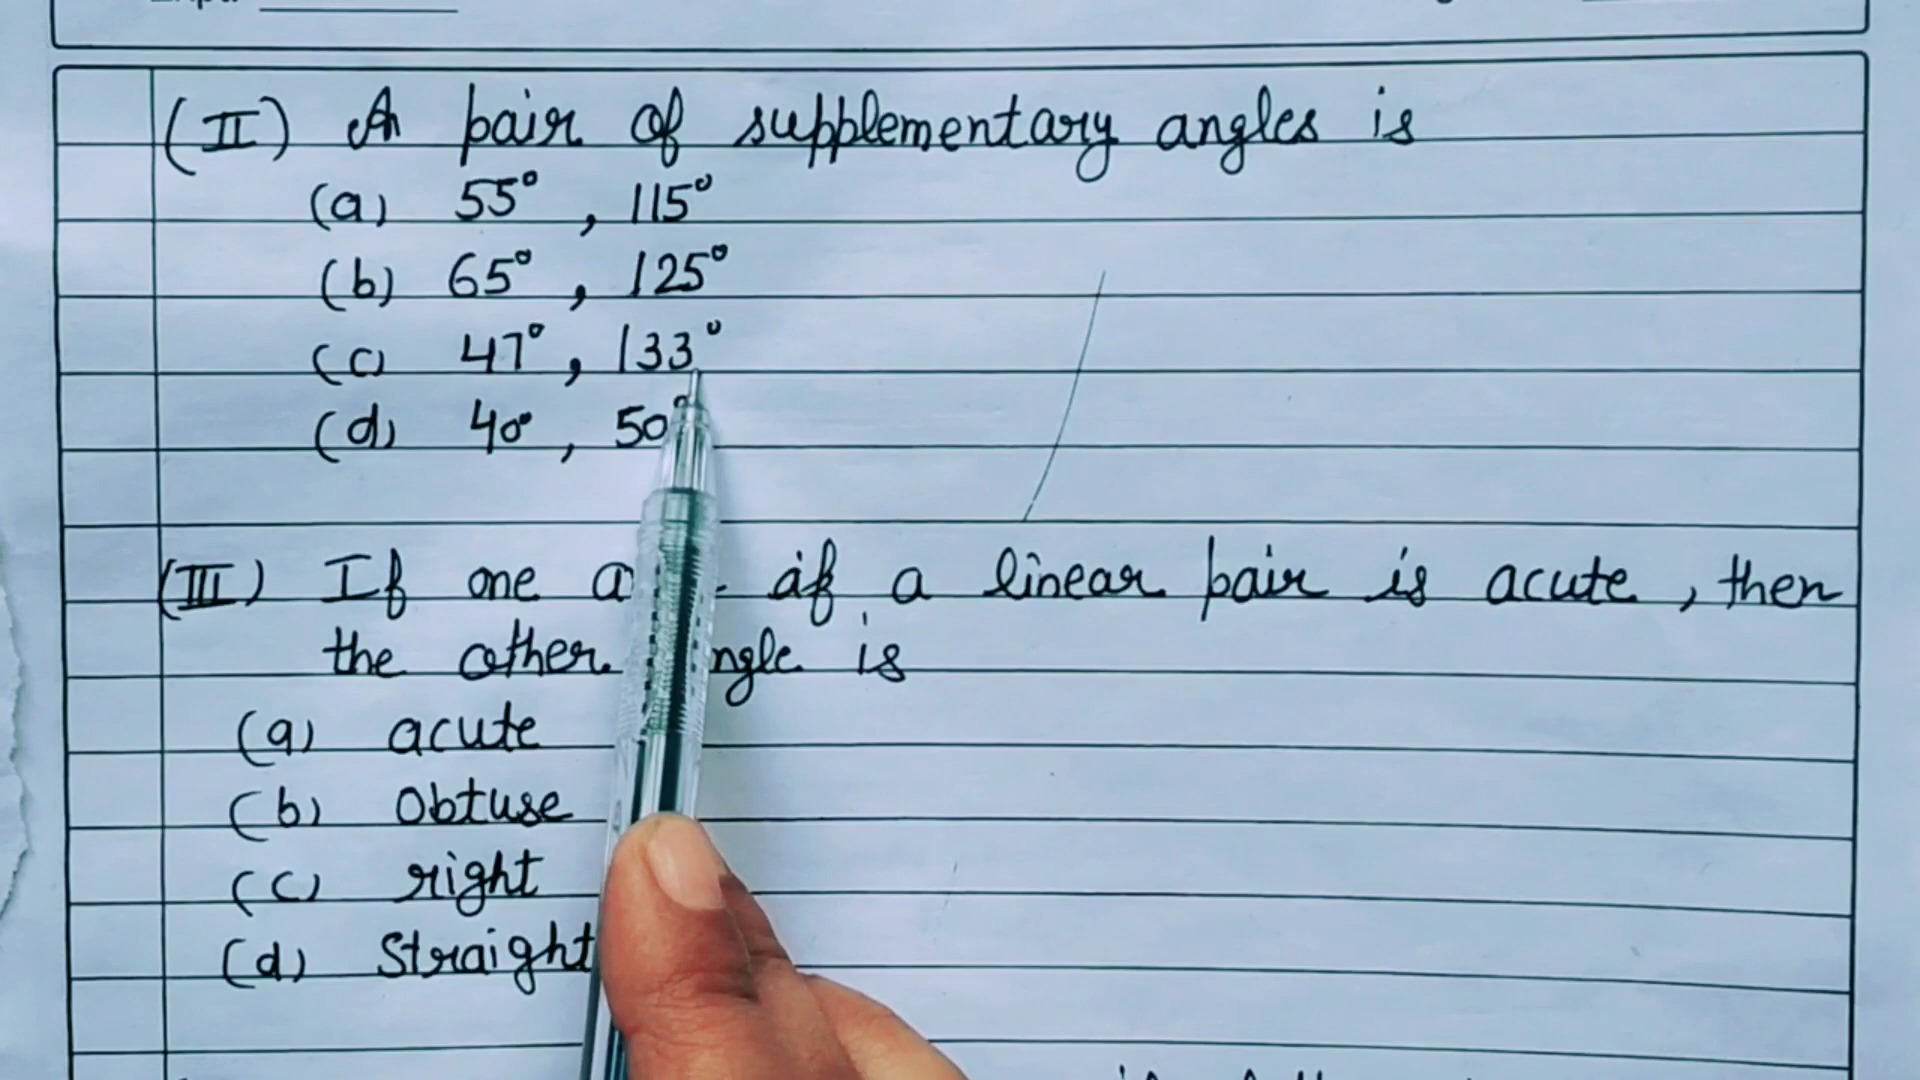 (II) A pair of supplementary angles is
(a) 55°, 115°
(b) 65°, 125°
(c) 47°, 133°
(d) 40°, 50°
(III) If one of a linear pair is acute, then
the other is
(a) acute
(b) Obtuse
(c) right
(d) Straight